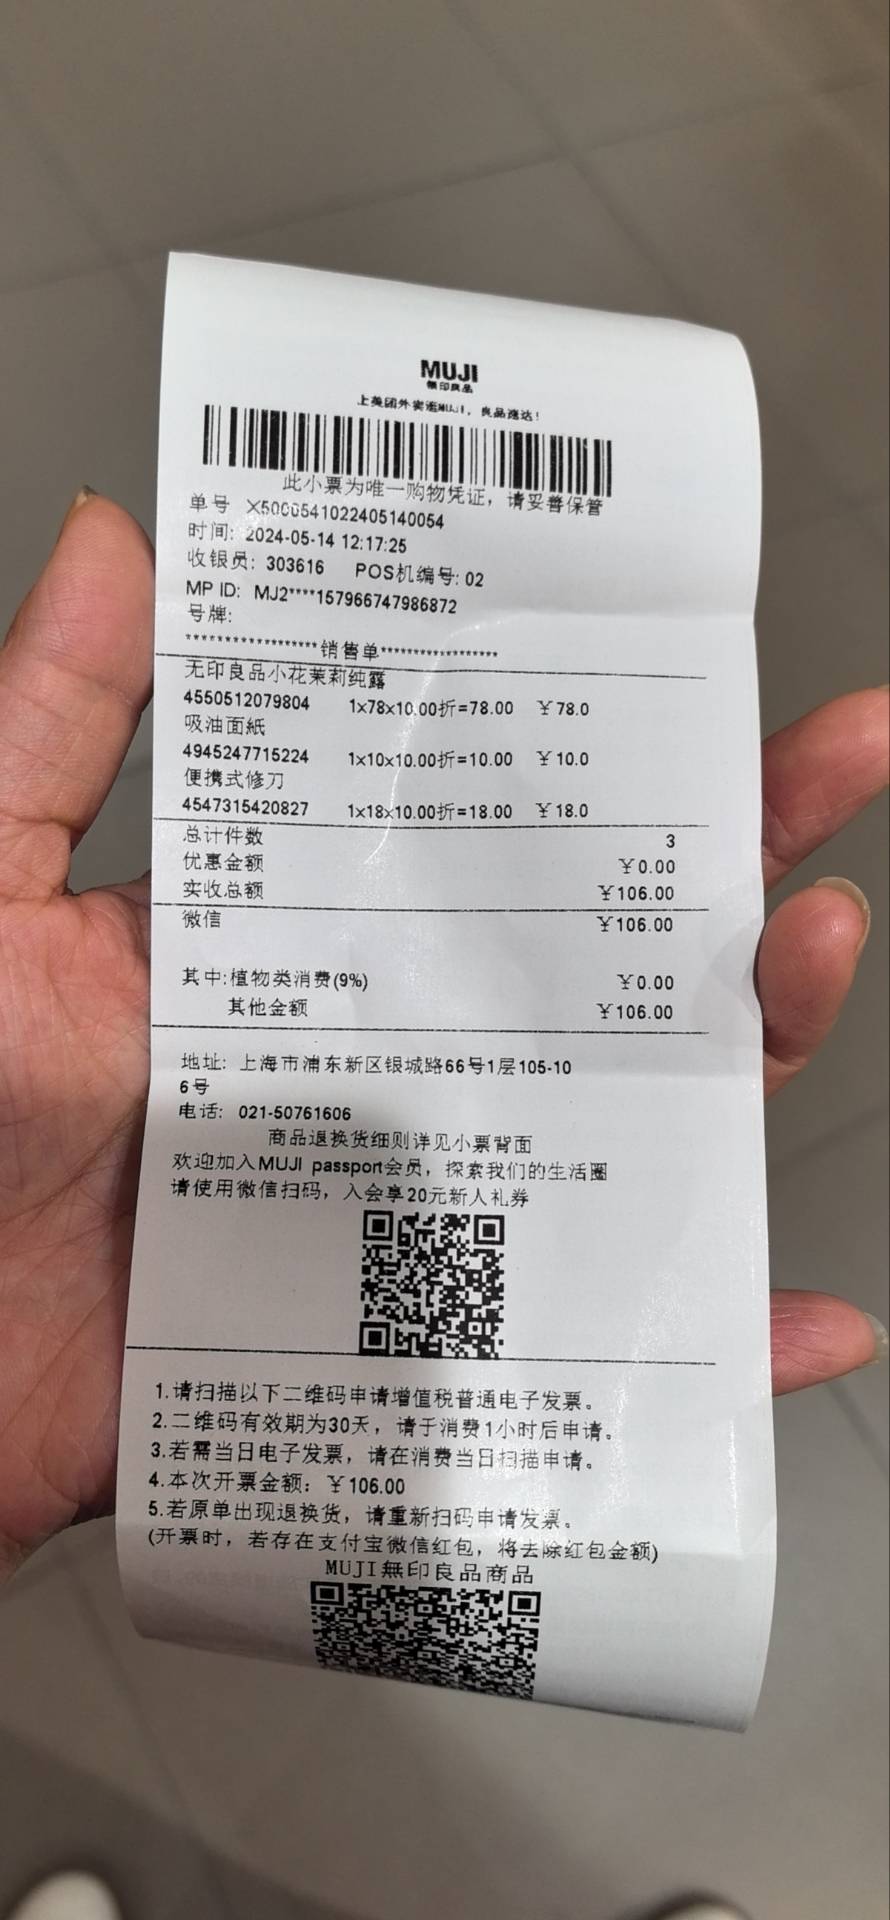 MUJI
無印良品
上美团外卖逛MUJI，良品速达！
此小票为唯一购物凭证，请妥善保管
单号 X5000541022405140054
时间: 2024-05-14 12:17:25
收银员: 303616 POS机编号: 02
MP ID: MJ2****157966747986872
号牌:
******************销售单******************
无印良品小花茉莉纯露
4550512079804 1x78x10.00折=78.00 ￥78.0
吸油面紙
4945247715224 1x10x10.00折=10.00 ￥10.0
便携式修刀
4547315420827 1x18x10.00折=18.00 ￥18.0
总计件数 3
优惠金额 ￥0.00
实收总额 ￥106.00
微信 ￥106.00
其中:植物类消费(9%) ￥0.00
其他金额 ￥106.00
地址: 上海市浦东新区银城路66号1层105-10
6号
电话: 021-50761606
商品退换货细则详见小票背面
欢迎加入MUJI passport会员，探索我们的生活圈
请使用微信扫码，入会享20元新人礼券
1.请扫描以下二维码申请增值税普通电子发票。
2.二维码有效期为30天，请于消费1小时后申请。
3.若需当日电子发票，请在消费当日扫描申请。
4.本次开票金额: ￥106.00
5.若原单出现退换货，请重新扫码申请发票。
(开票时，若存在支付宝微信红包，将去除红包金额)
MUJI無印良品商品